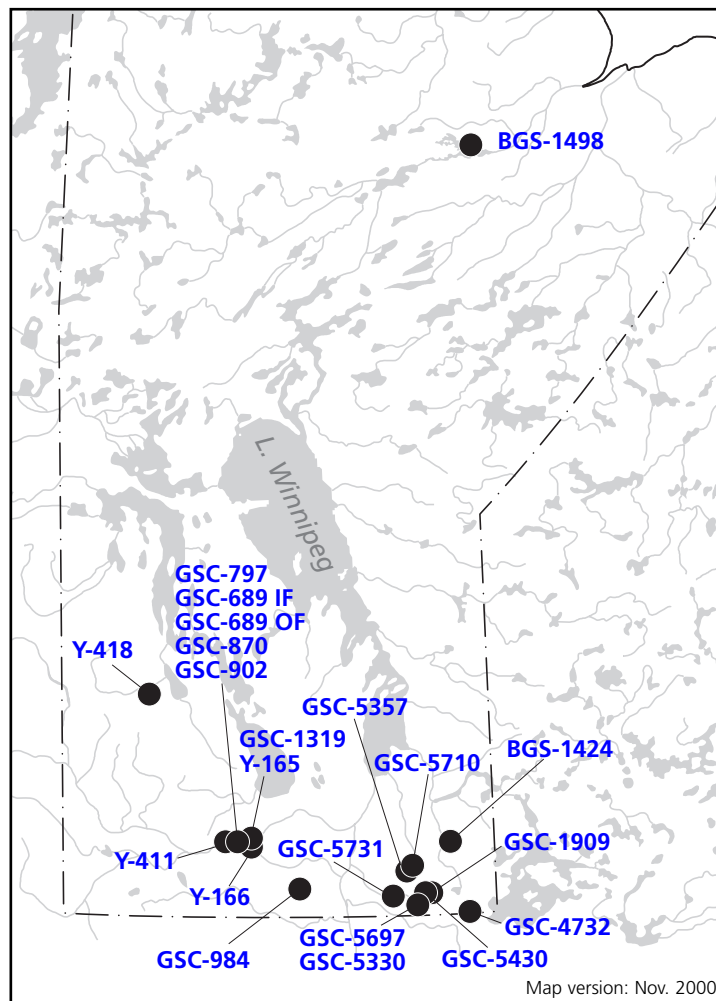 BGS-1498
L. Winnipeg
GSC-797
GSC-689 IF
GSC-689 OF
GSC-870
GSC-902
Y-418
GSC-5357
GSC-1319
Y-165
GSC-5710
BGS-1424
GSC-5731
GSC-1909
Y-411
Y-166
GSC-984
GSC-5697
GSC-5330
GSC-5430
GSC-4732
Map version: Nov. 2000